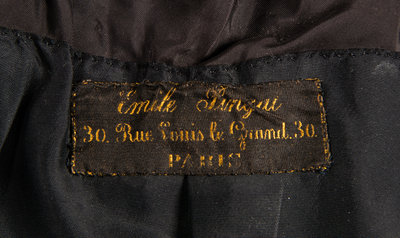 Emile Pingat
30. Rue Louis le Grand. 30
PARIS